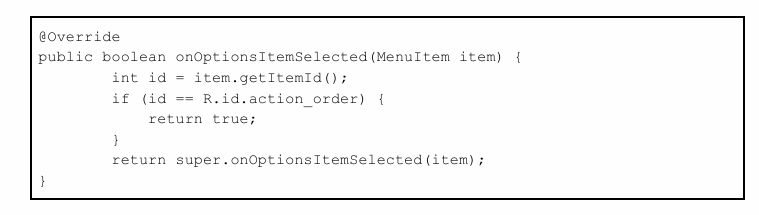 @Override
public boolean onOptionsItemSelected(MenuItem item) {
        int id = item.getItemId();
        if (id == R.id.action_order) {
            return true;
        }
        return super.onOptionsItemSelected(item);
}